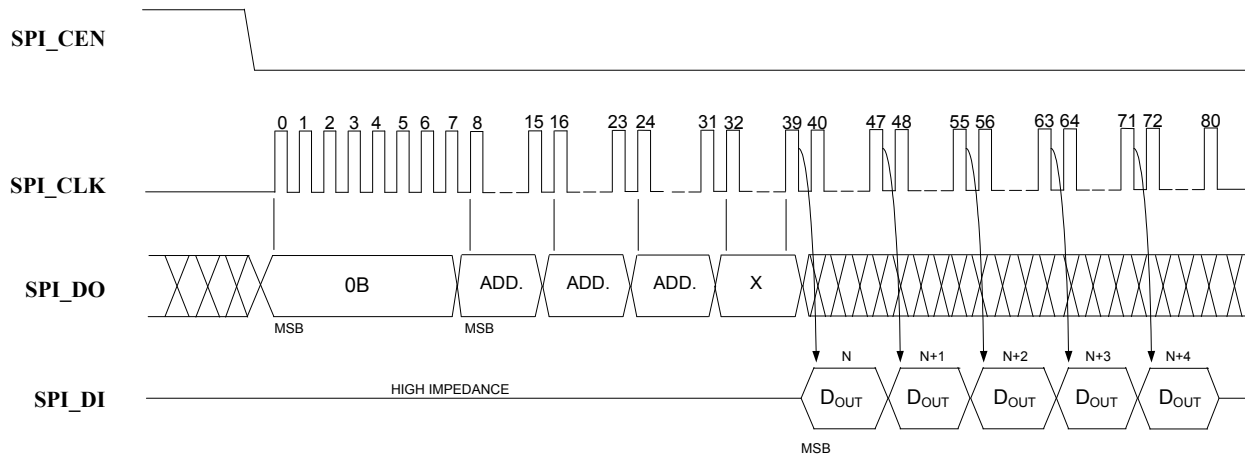 SPI_CEN
0 1 2 3 4 5 6 7 8 15 16 23 24 31 32 39 40 47 48 55 56 63 64 71 72 80
SPI_CLK
SPI_DO
0B ADD. ADD. ADD. X
MSB MSB
N N+1 N+2 N+3 N+4
HIGH IMPEDANCE
SPI_DI
DOUT DOUT DOUT DOUT DOUT
MSB